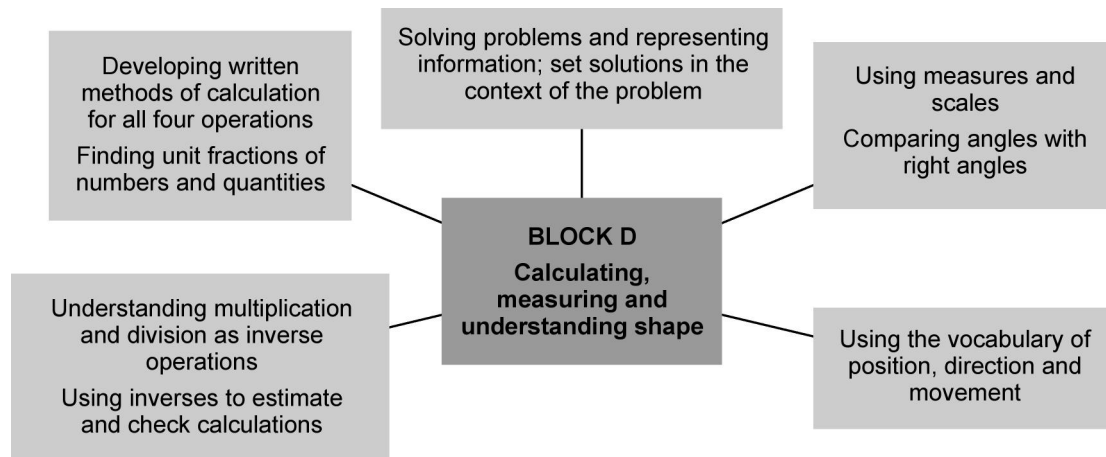 Developing written
methods of calculation
for all four operations
Finding unit fractions of
numbers and quantities
Solving problems and representing
information; set solutions in the
context of the problem
Using measures and
scales
Comparing angles with
right angles
BLOCK D
Calculating,
measuring and
understanding shape
Understanding multiplication
and division as inverse
operations
Using inverses to estimate
and check calculations
Using the vocabulary of
position, direction and
movement